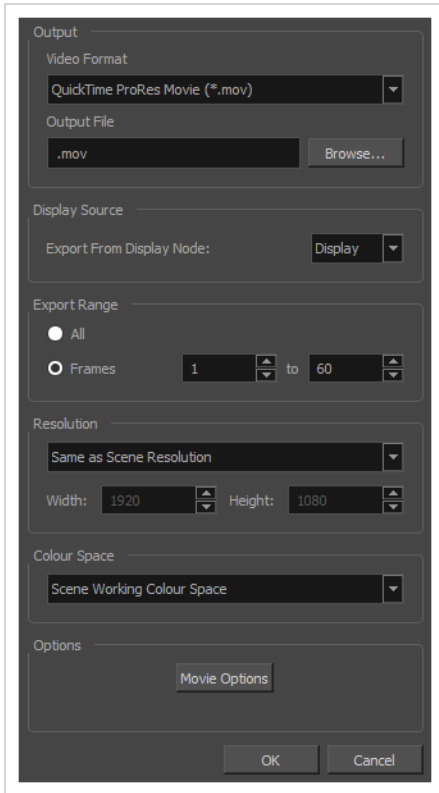 Output
Video Format
QuickTime ProRes Movie (*.mov)
Output File
.mov Browse...
Display Source
Export From Display Node: Display
Export Range
All
Frames 1 to 60
Resolution
Same as Scene Resolution
Width: 1920 Height: 1080
Colour Space
Scene Working Colour Space
Options
Movie Options
OK Cancel